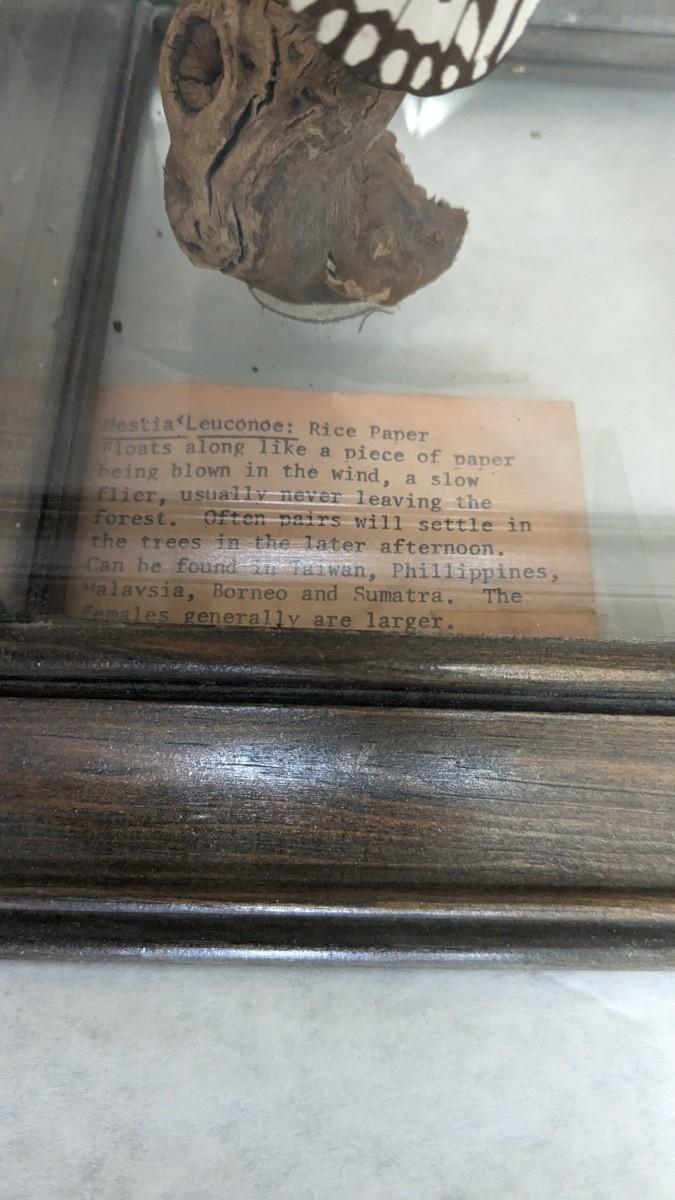 Hestia Leuconoe: Rice Paper
Floats along like a piece of paper
being blown in the wind, a slow
flier, usually never leaving the
forest. Often pairs will settle in
the trees in the later afternoon.
Can be found in Taiwan, Phillippines,
Malaysia, Borneo and Sumatra. The
females generally are larger.